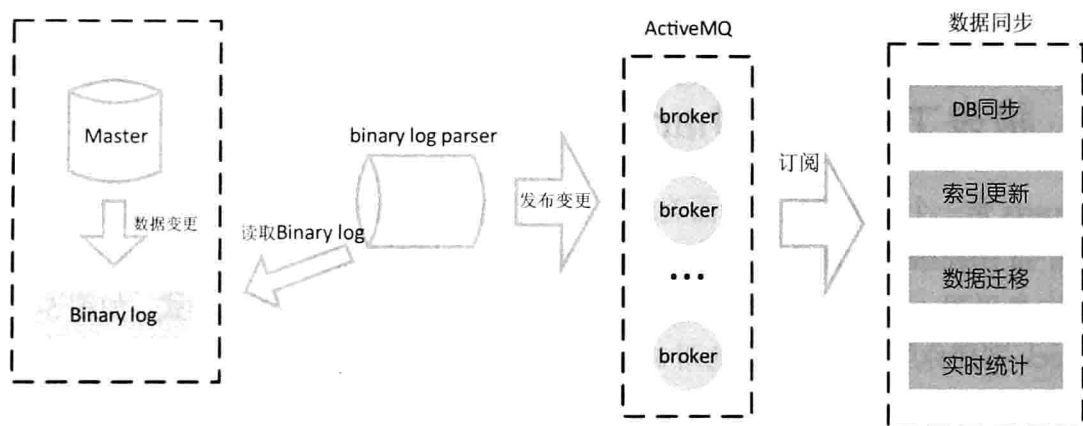 Master
数据变更
Binary log
读取Binary log
binary log parser
发布变更
ActiveMQ
broker
broker
...
broker
订阅
数据同步
DB同步
索引更新
数据迁移
实时统计